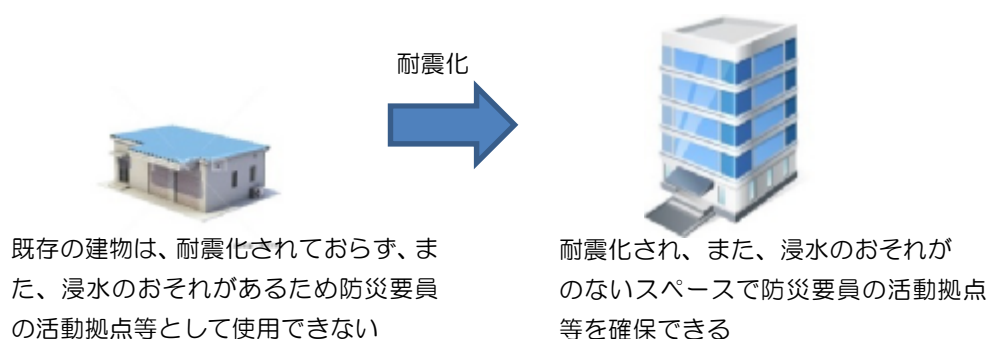 耐震化
既存の建物は、耐震化されておらず、ま
た、浸水のおそれがあるため防災要員
の活動拠点等として使用できない
耐震化され、また、浸水のおそれが
のないスペースで防災要員の活動拠点
等を確保できる